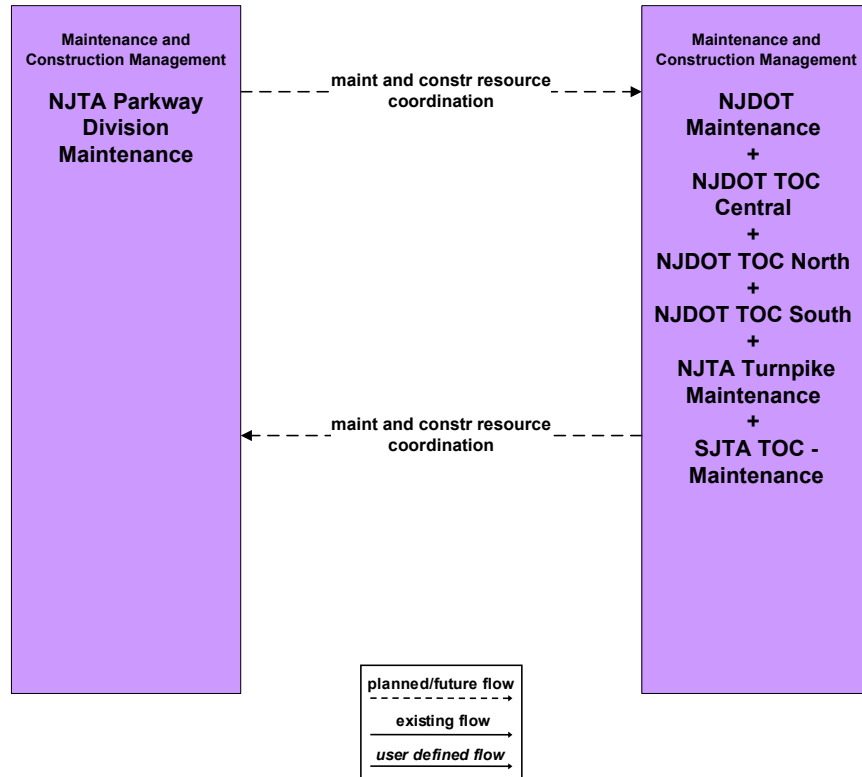 Maintenance and
Construction Management
NJTA Parkway
Division
Maintenance
maint and constr resource
coordination
maint and constr resource
coordination
Maintenance and
Construction Management
NJDOT
Maintenance
+
NJDOT TOC
Central
+
NJDOT TOC North
+
NJDOT TOC South
+
NJTA Turnpike
Maintenance
+
SJTA TOC -
Maintenance
planned/future flow
existing flow
user defined flow